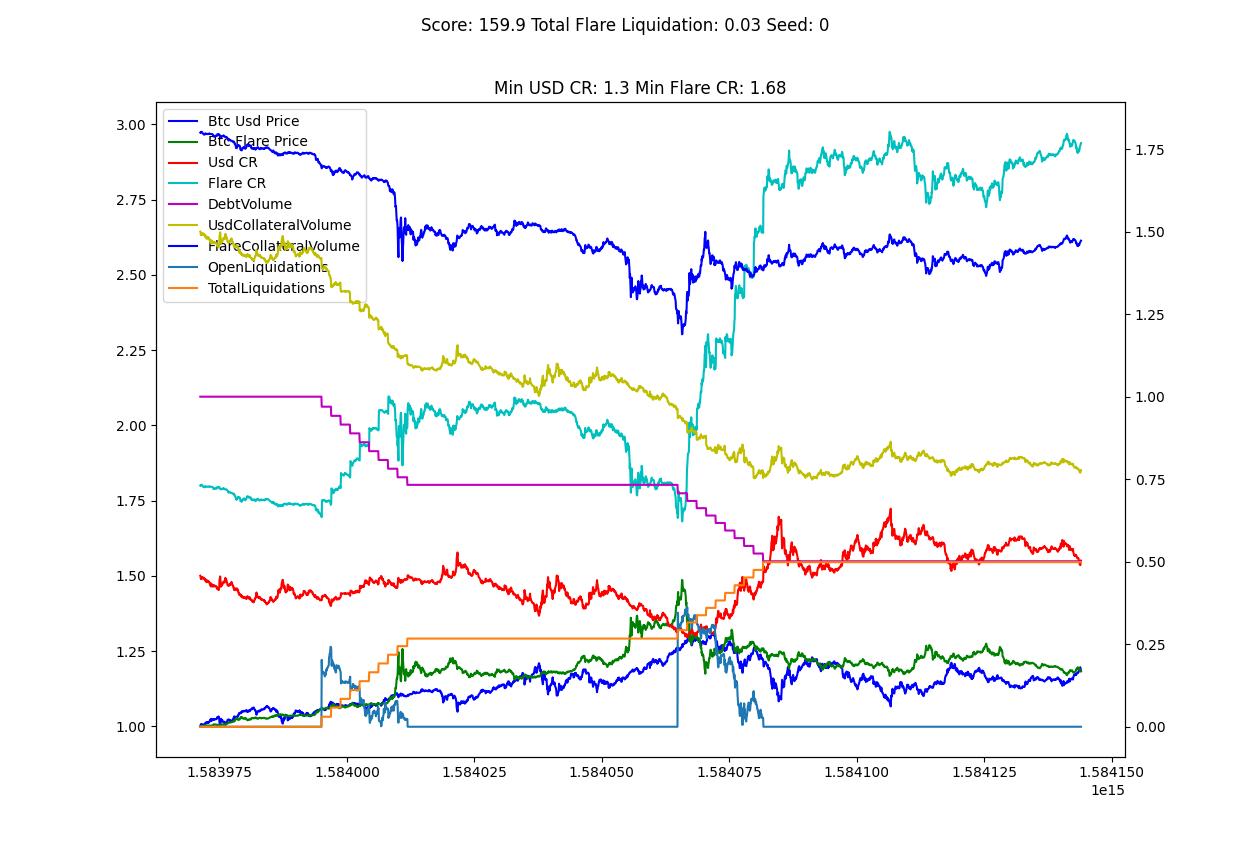 Score: 159.9 Total Flare Liquidation: 0.03 Seed: 0
Min USD CR: 1.3 Min Flare CR: 1.68
Btc Usd Price
Btc Flare Price
Usd CR
Flare CR
DebtVolume
UsdCollateralVolume
FlareCollateralVolume
OpenLiquidations
TotalLiquidations
3.00
2.75
2.50
2.25
2.00
1.75
1.50
1.25
1.00
1.75
1.50
1.25
1.00
0.75
0.50
0.25
0.00
1.583975 1.584000 1.584025 1.584050 1.584075 1.584100 1.584125 1.584150
1e15